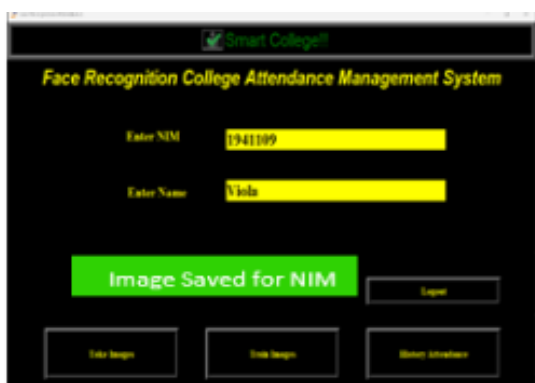 Smart College!!
Face Recognition College Attendance Management System
Enter NIM
1941109
Enter Name
Viola
Image Saved for NIM
Logout
Take Images
Train Images
History Attendance